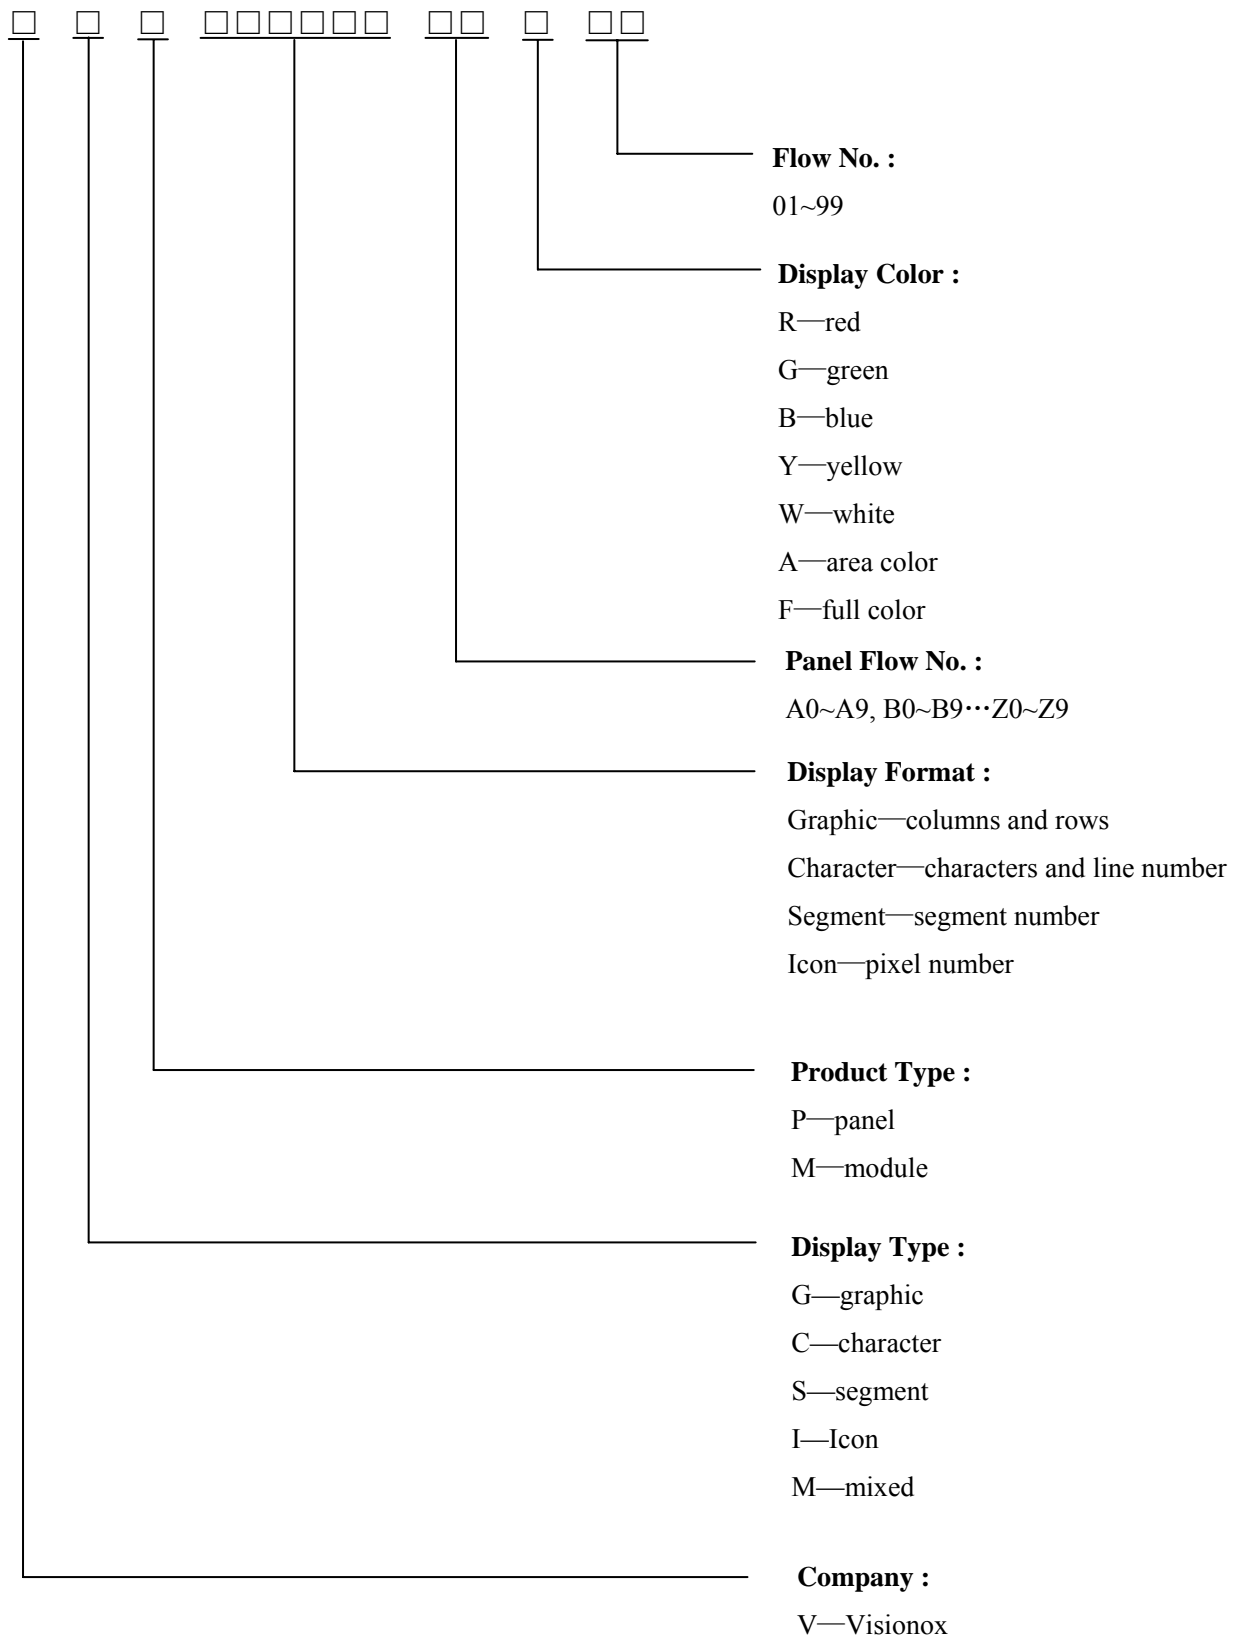 □ □ □ □□□□□□ □□ □ □□
Flow No. :
01~99
Display Color :
R—red
G—green
B—blue
Y—yellow
W—white
A—area color
F—full color
Panel Flow No. :
A0~A9, B0~B9⋯Z0~Z9
Display Format :
Graphic—columns and rows
Character—characters and line number
Segment—segment number
Icon—pixel number
Product Type :
P—panel
M—module
Display Type :
G—graphic
C—character
S—segment
I—Icon
M—mixed
Company :
V—Visionox